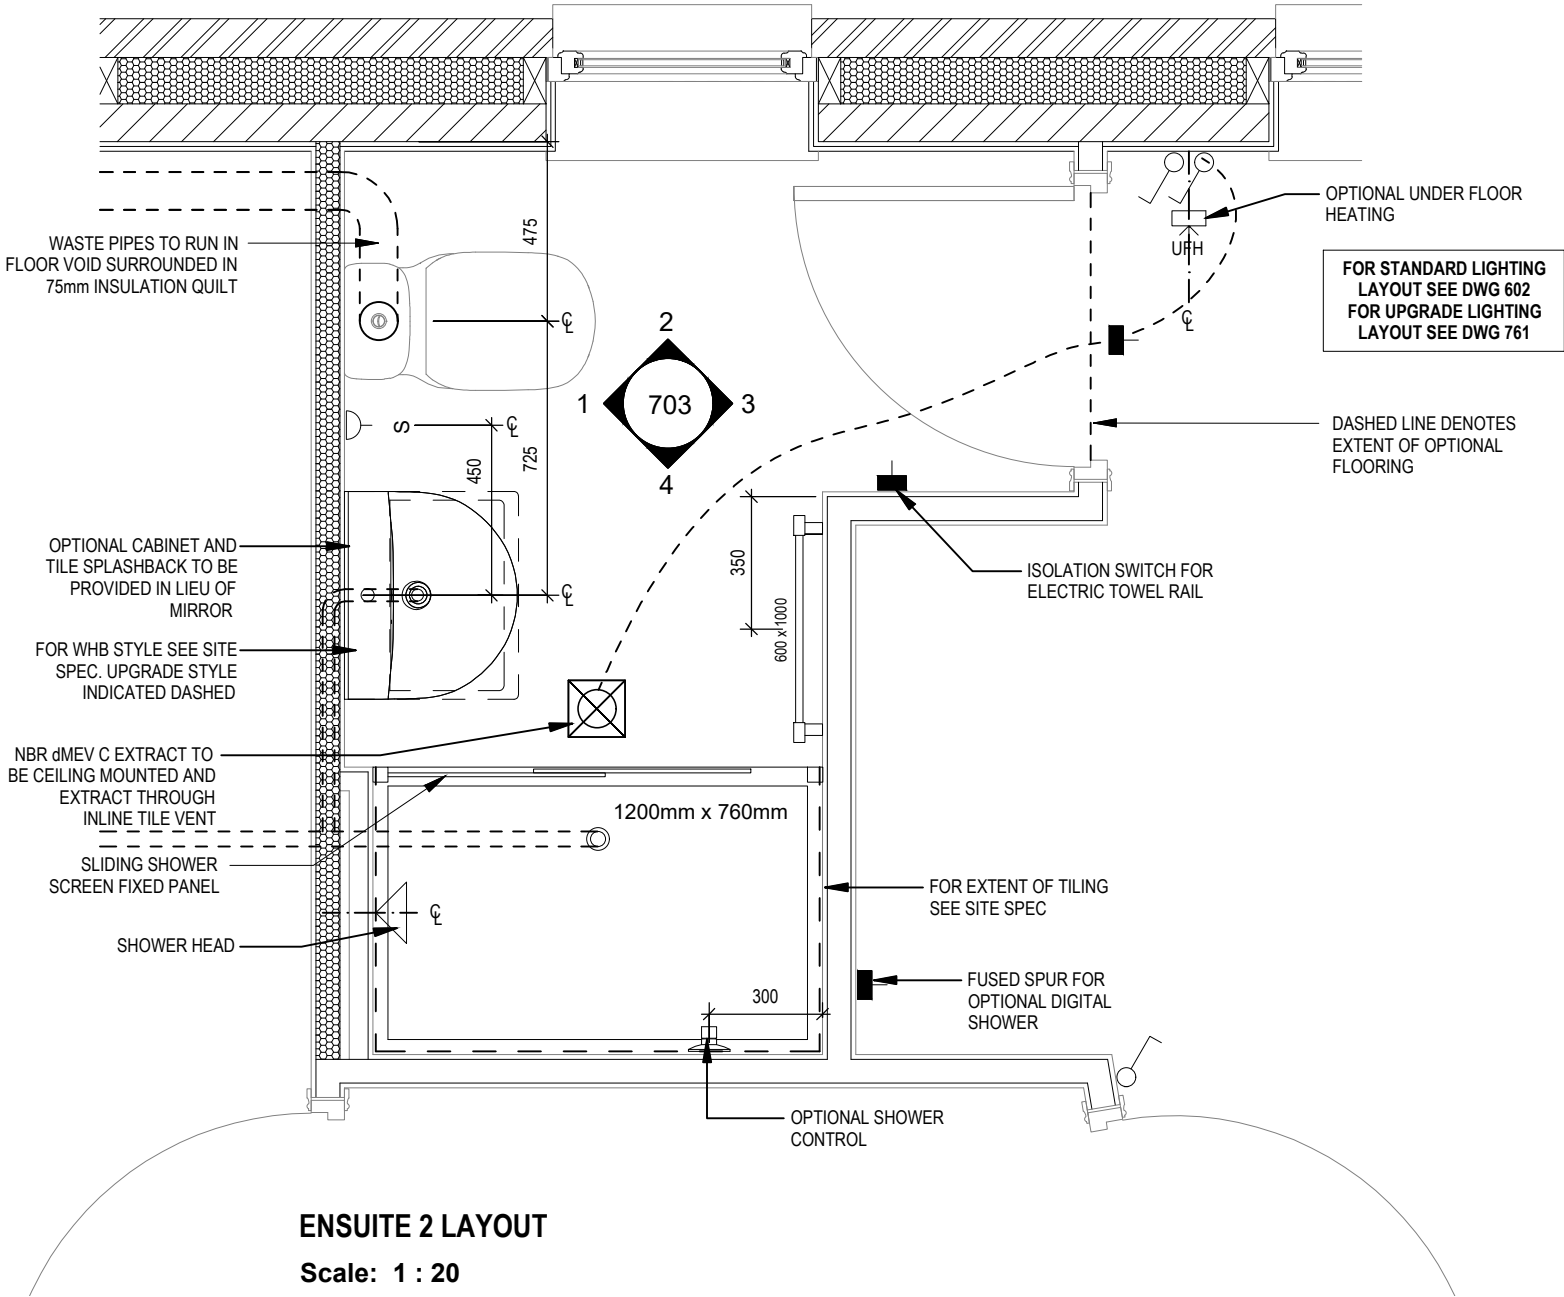 OPTIONAL UNDER FLOOR
HEATING
UFH
WASTE PIPES TO RUN IN
FLOOR VOID SURROUNDED IN
75mm INSULATION QUILT
475
FOR STANDARD LIGHTING
LAYOUT SEE DWG 602
FOR UPGRADE LIGHTING
LAYOUT SEE DWG 761
℄
℄
2
1
703
3
4
S
℄
450
725
DASHED LINE DENOTES
EXTENT OF OPTIONAL
FLOORING
OPTIONAL CABINET AND
TILE SPLASHBACK TO BE
PROVIDED IN LIEU OF
MIRROR
350
ISOLATION SWITCH FOR
ELECTRIC TOWEL RAIL
℄
600 x 1000
FOR WHB STYLE SEE SITE
SPEC. UPGRADE STYLE
INDICATED DASHED
NBR dMEV C EXTRACT TO
BE CEILING MOUNTED AND
EXTRACT THROUGH
INLINE TILE VENT
1200mm x 760mm
SLIDING SHOWER
SCREEN FIXED PANEL
FOR EXTENT OF TILING
SEE SITE SPEC
℄
SHOWER HEAD
300
FUSED SPUR FOR
OPTIONAL DIGITAL
SHOWER
OPTIONAL SHOWER
CONTROL
ENSUITE 2 LAYOUT
Scale: 1 : 20